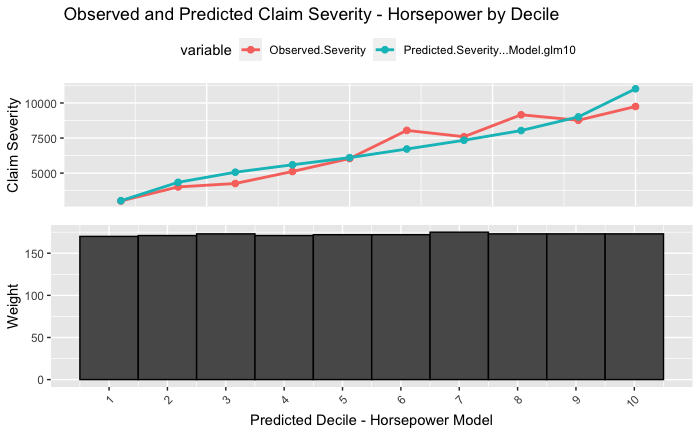 Observed and Predicted Claim Severity - Horsepower by Decile
variable Observed.Severity Predicted.Severity...Model.glm10
Claim Severity
10000
7500
5000
Weight
150
100
50
0
1 2 3 4 5 6 7 8 9 10
Predicted Decile - Horsepower Model